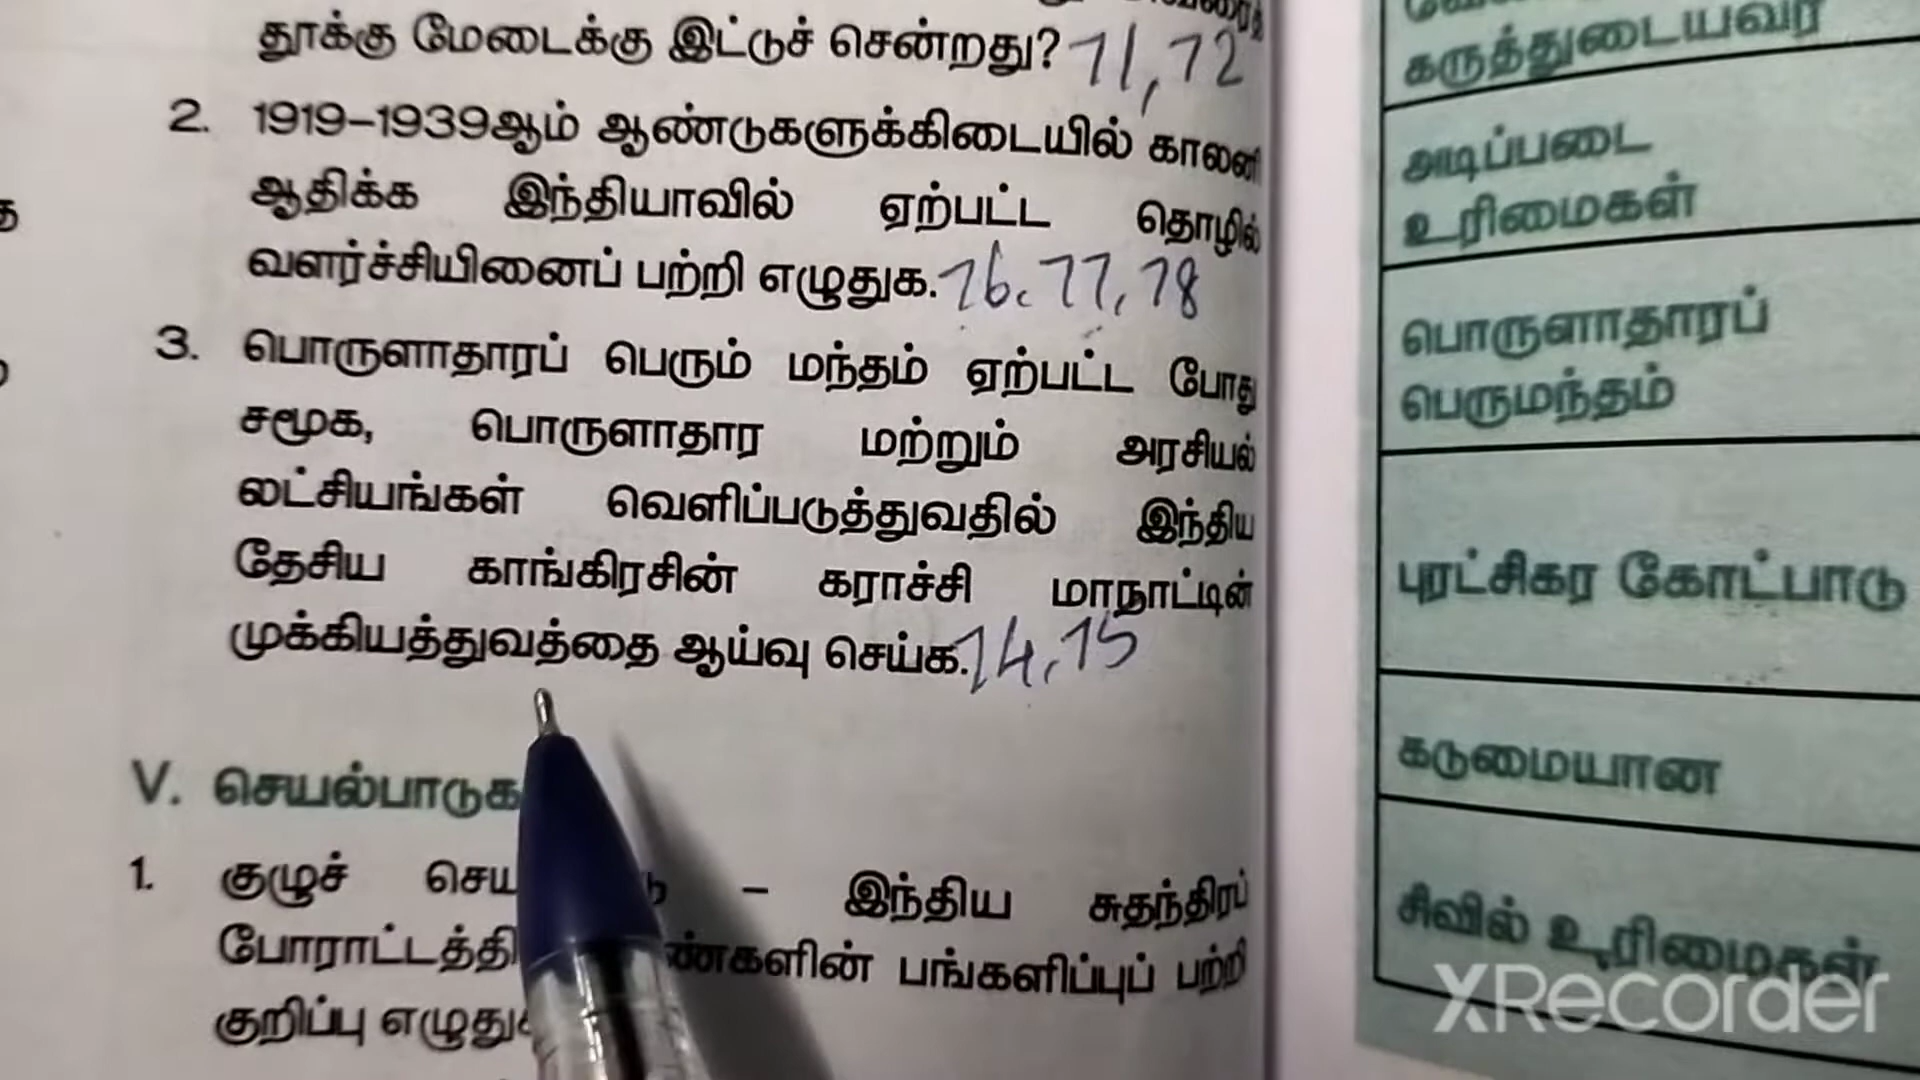 தூக்கு மேடைக்கு இட்டுச் சென்றது? 71, 72
2. 1919–1939ஆம் ஆண்டுகளுக்கிடையில் காலனி
ஆதிக்க இந்தியாவில் ஏற்பட்ட தொழில்
வளர்ச்சியினைப் பற்றி எழுதுக. 76, 77, 78
3. பொருளாதாரப் பெரும் மந்தம் ஏற்பட்ட போது
சமூக, பொருளாதார மற்றும் அரசியல்
லட்சியங்கள் வெளிப்படுத்துவதில் இந்திய
தேசிய காங்கிரசின் கராச்சி மாநாட்டின்
முக்கியத்துவத்தை ஆய்வு செய்க. 74, 75
V. செயல்பாடுக
1. குழுச் – இந்திய சுதந்திரப்
போராட்டத்தி பங்களிப்புப் பற்றி
குறிப்பு எழுதுக
கருத்துடையவர்
அடிப்படை
உரிமைகள்
பொருளாதாரப்
பெருமந்தம்
புரட்சிகர கோட்பாடு
கடுமையான
சிவில் உரிமைகள்
XRecorder